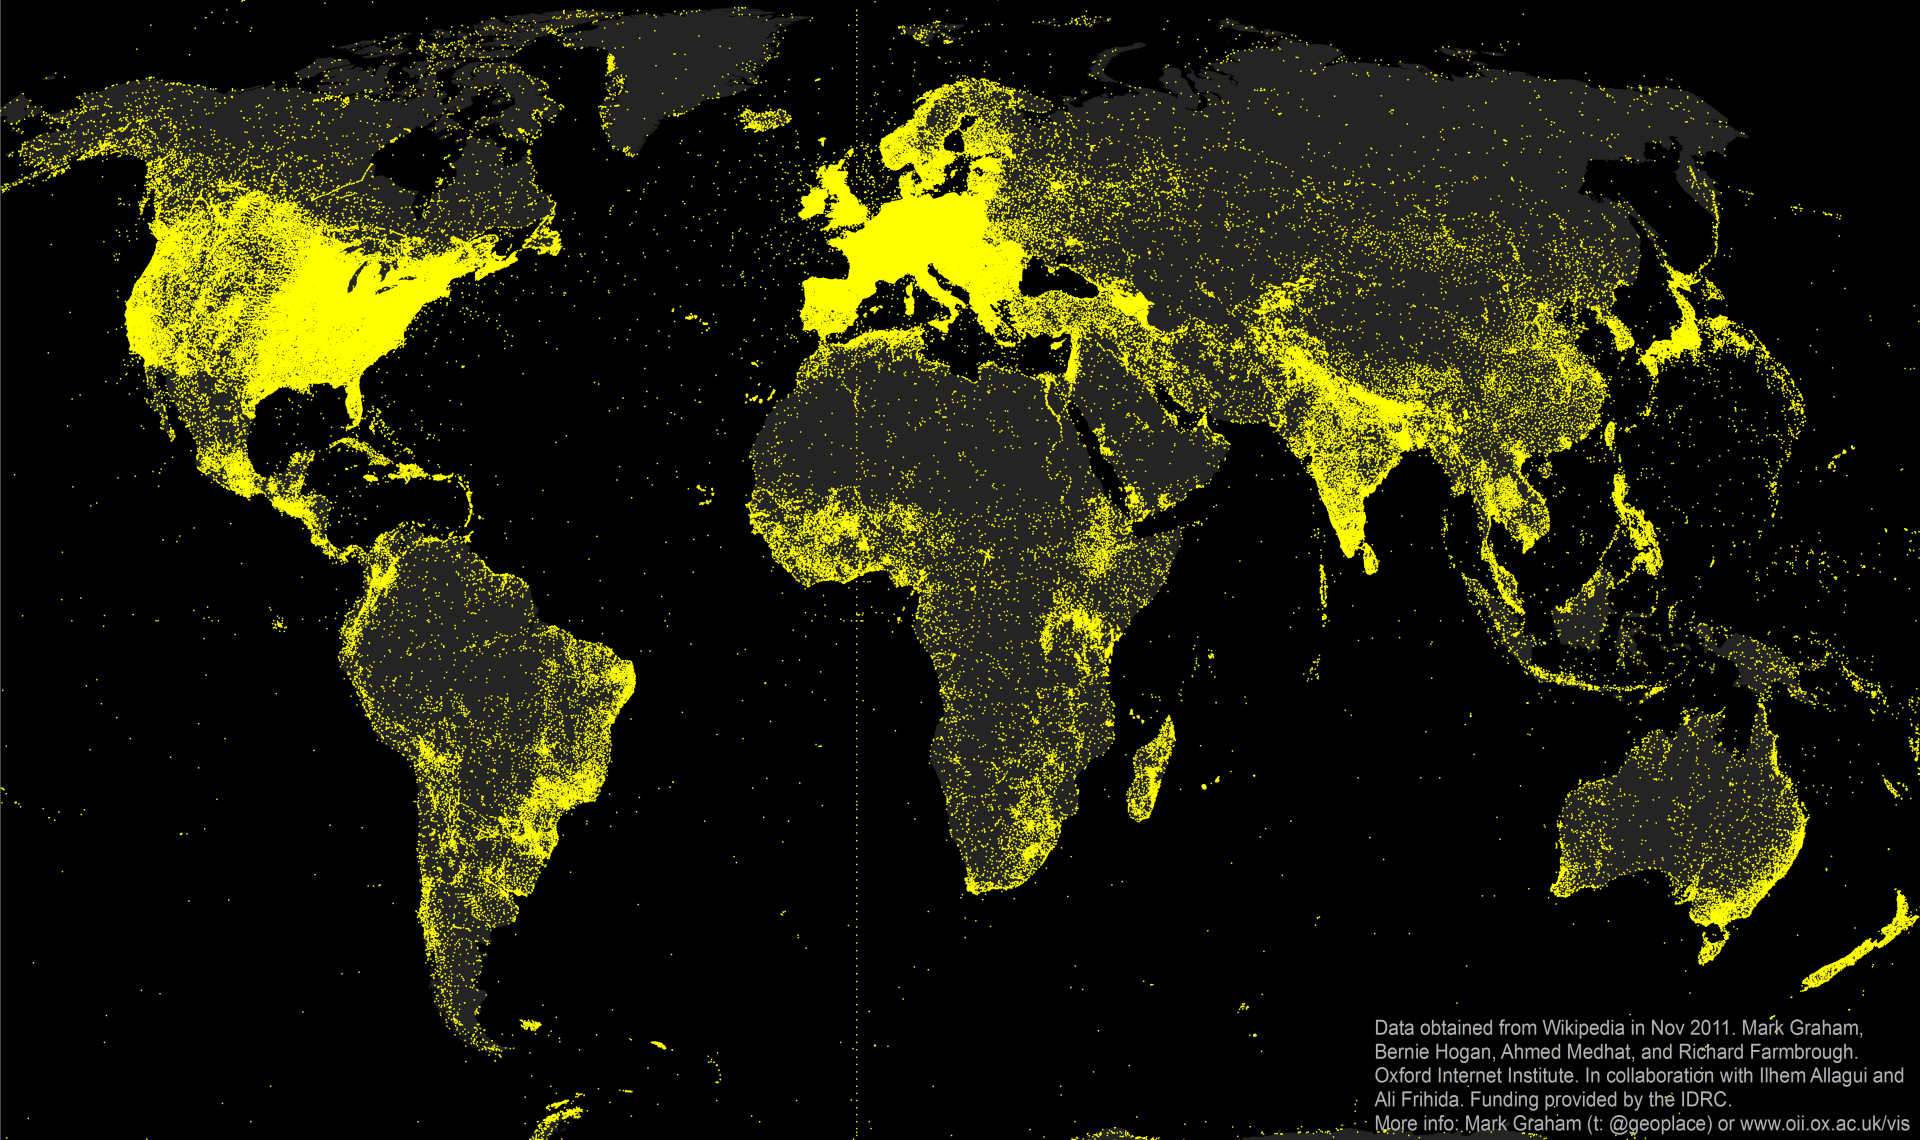 Data obtained from Wikipedia in Nov 2011. Mark Graham,
Bernie Hogan, Ahmed Medhat, and Richard Farmbrough.
Oxford Internet Institute. In collaboration with Ilhem Allagui and
Ali Frihida. Funding provided by the IDRC.
More info: Mark Graham (t: @geoplace) or www.oii.ox.ac.uk/vis